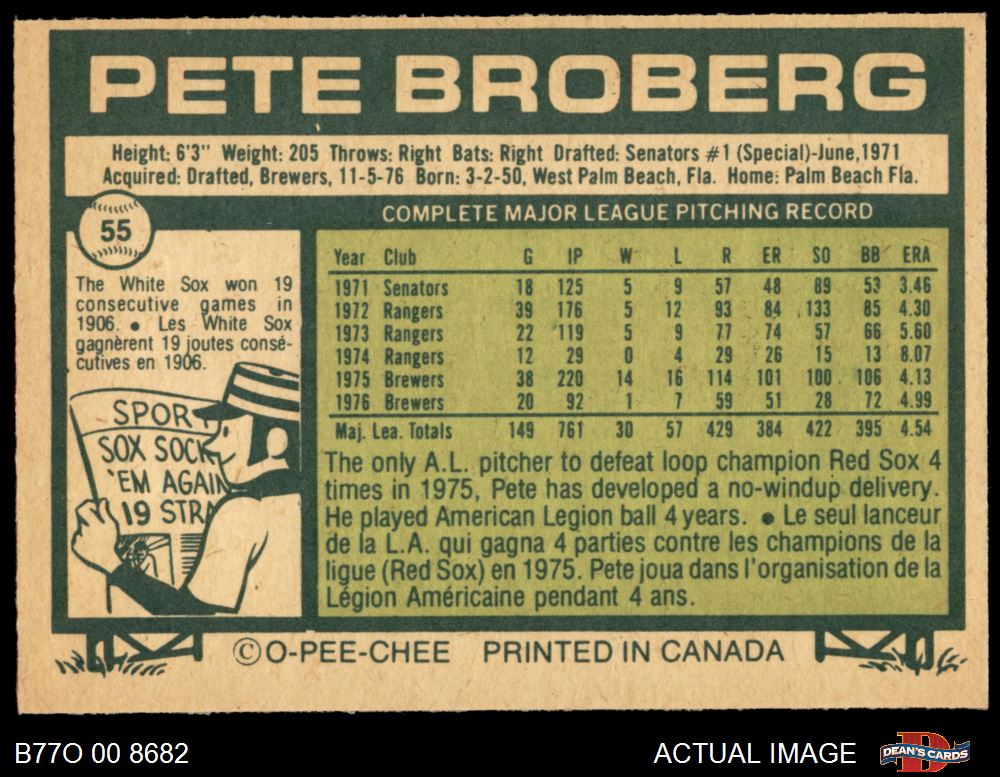 PETE BROBERG
Height: 6'3" Weight: 205 Throws: Right Bats: Right Drafted: Senators #1 (Special)-June,1971
Acquired: Drafted, Brewers, 11-5-76 Born: 3-2-50, West Palm Beach, Fla. Home: Palm Beach Fla.
55
The White Sox won 19
consecutive games in
1906. • Les White Sox
gagnèrent 19 joutes consé-
cutives en 1906.
SPOR
SOX SOCK
'EM AGAIN
19 STRA
COMPLETE MAJOR LEAGUE PITCHING RECORD
Year Club G IP W L R ER SO BB ERA
1971 Senators 18 125 5 9 57 48 89 53 3.46
1972 Rangers 39 176 5 12 93 84 133 85 4.30
1973 Rangers 22 119 5 9 77 74 57 66 5.60
1974 Rangers 12 29 0 4 29 26 15 13 8.07
1975 Brewers 38 220 14 16 114 101 100 106 4.13
1976 Brewers 20 92 1 7 59 51 28 72 4.99
Maj. Lea. Totals 149 761 30 57 429 384 422 395 4.54
The only A.L. pitcher to defeat loop champion Red Sox 4
times in 1975, Pete has developed a no-windup delivery.
He played American Legion ball 4 years. • Le seul lanceur
de la L.A. qui gagna 4 parties contre les champions de la
ligue (Red Sox) en 1975. Pete joua dans l'organisation de la
Légion Américaine pendant 4 ans.
©O-PEE-CHEE PRINTED IN CANADA
B77O 00 8682
ACTUAL IMAGE
D
DEAN'S CARDS